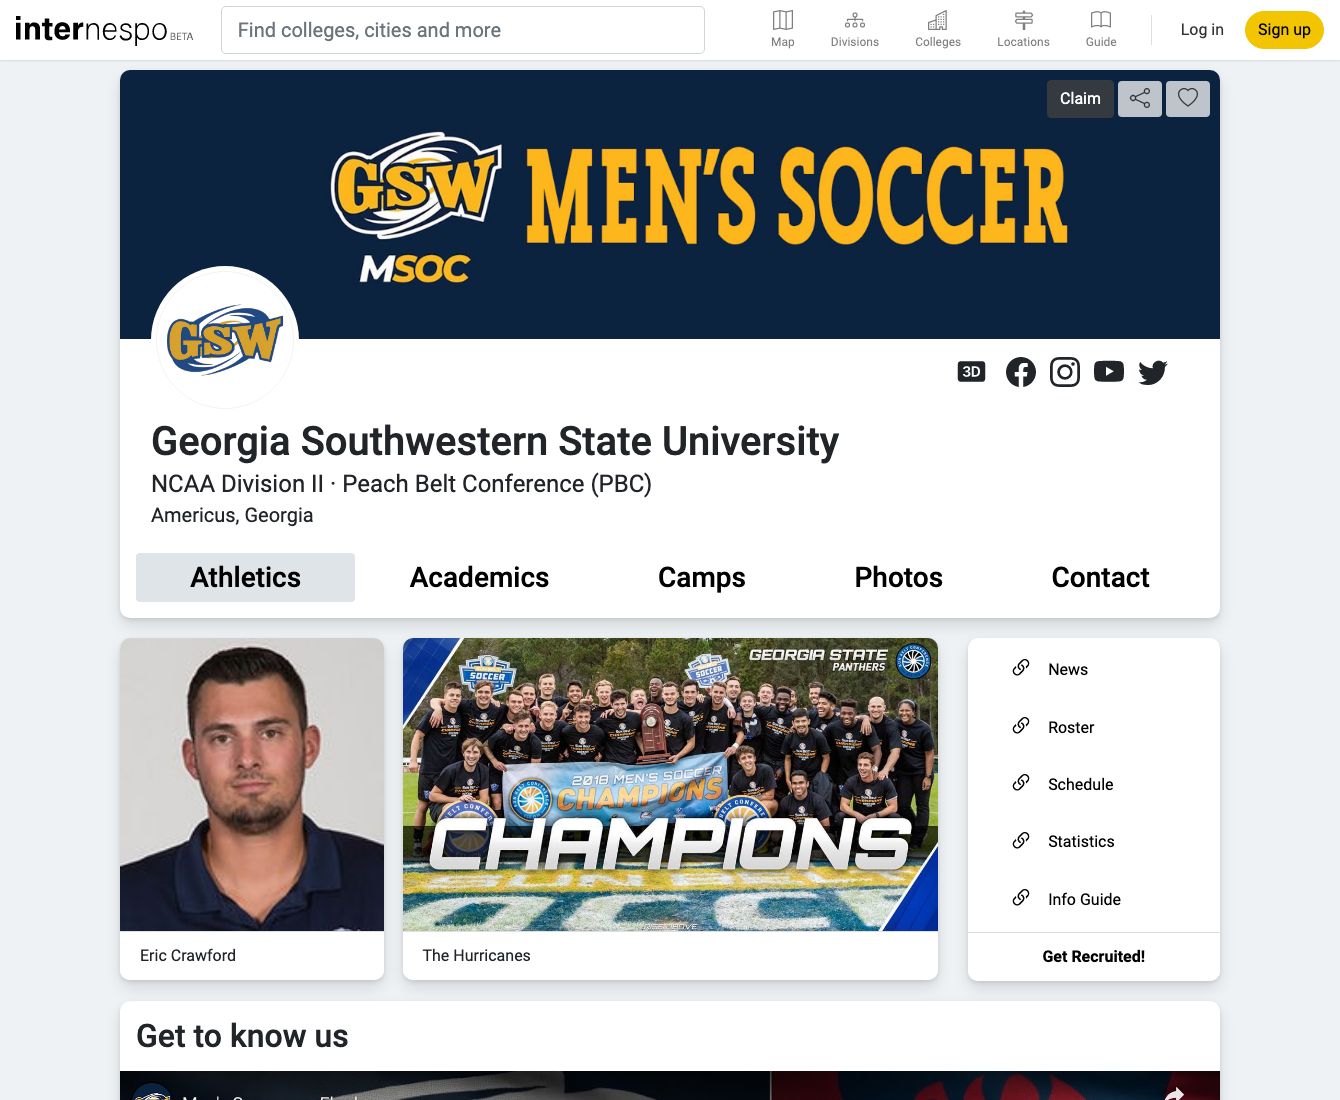 internespo BETA
Find colleges, cities and more
Map
Divisions
Colleges
Locations
Guide
Log in
Sign up
Claim
GSW
MEN'S SOCCER
MSOC
GSW
3D
Georgia Southwestern State University
NCAA Division II · Peach Belt Conference (PBC)
Americus, Georgia
Athletics
Academics
Camps
Photos
Contact
GEORGIA STATE
PANTHERS
SOCCER
SOCCER
2018 MEN'S SOCCER
CHAMPIONS
CHAMPIONS
Eric Crawford
The Hurricanes
News
Roster
Schedule
Statistics
Info Guide
Get Recruited!
Get to know us